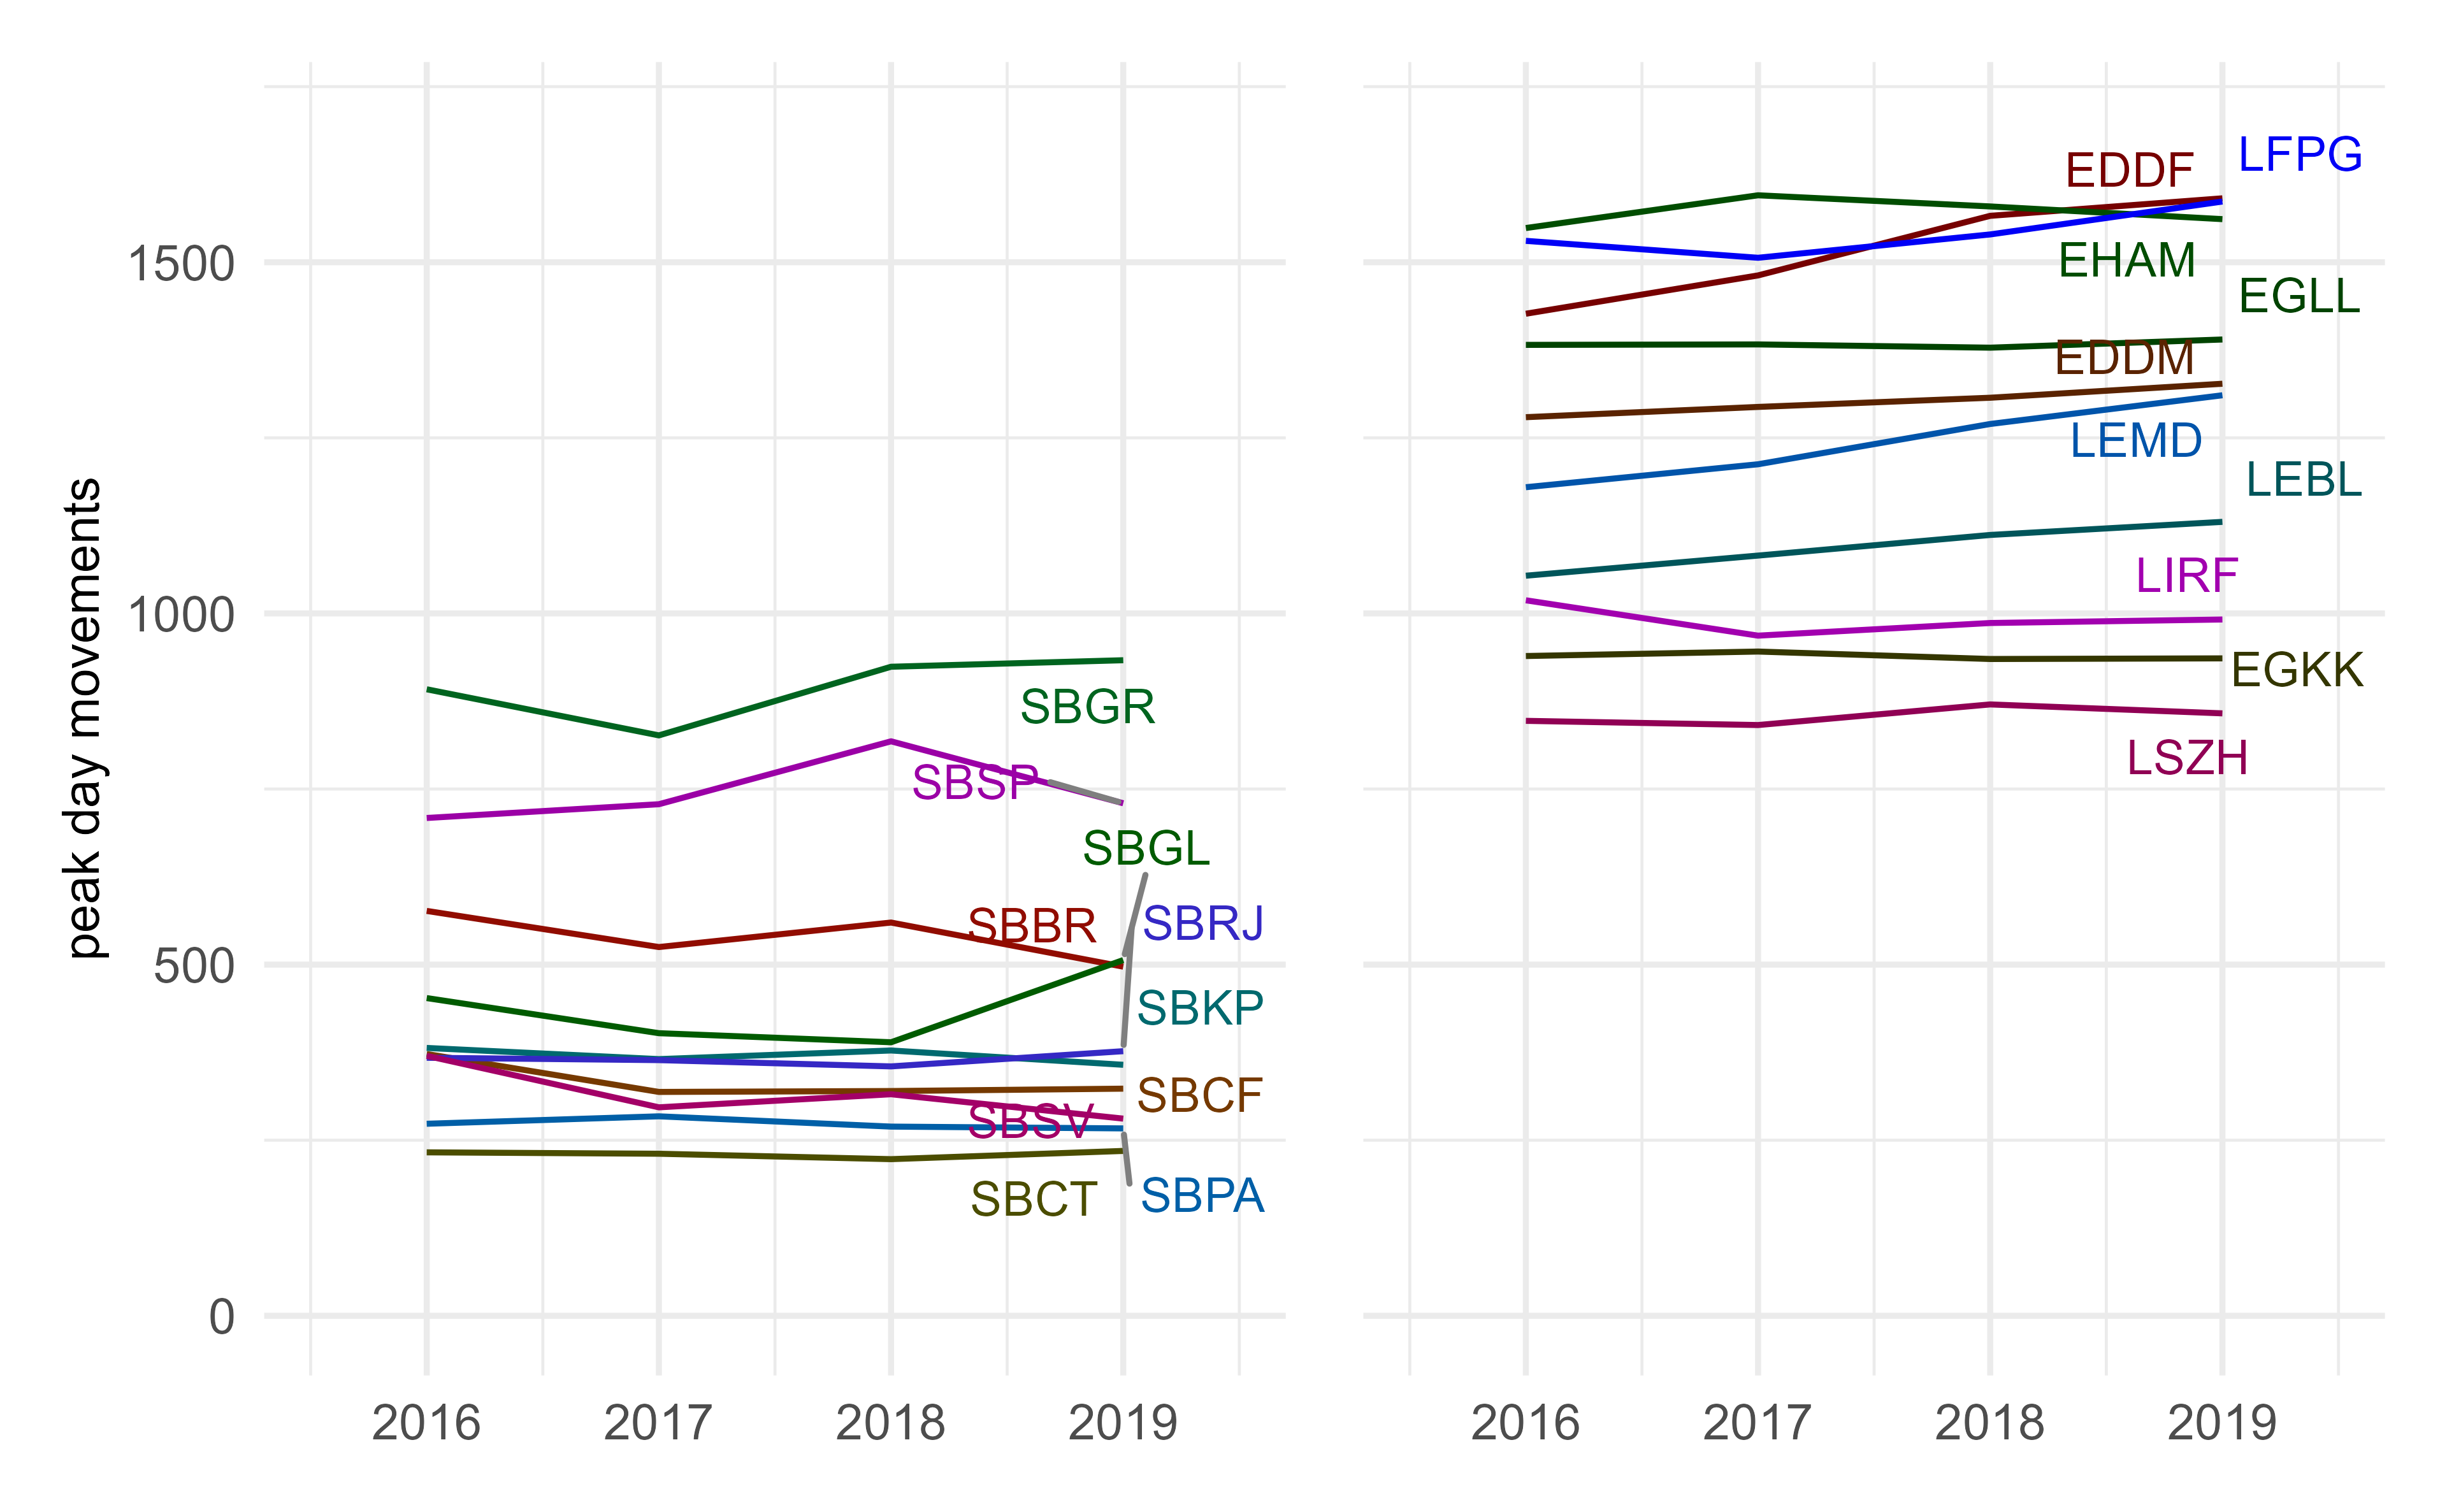 peak day movements
1500
1000
500
0
SBGR
SBSP
SBGL
SBBR
SBRJ
SBKP
SBCF
SBSV
SBCT
SBPA
2016
2017
2018
2019
LFPG
EDDF
EHAM
EGLL
EDDM
LEMD
LEBL
LIRF
EGKK
LSZH
2016
2017
2018
2019